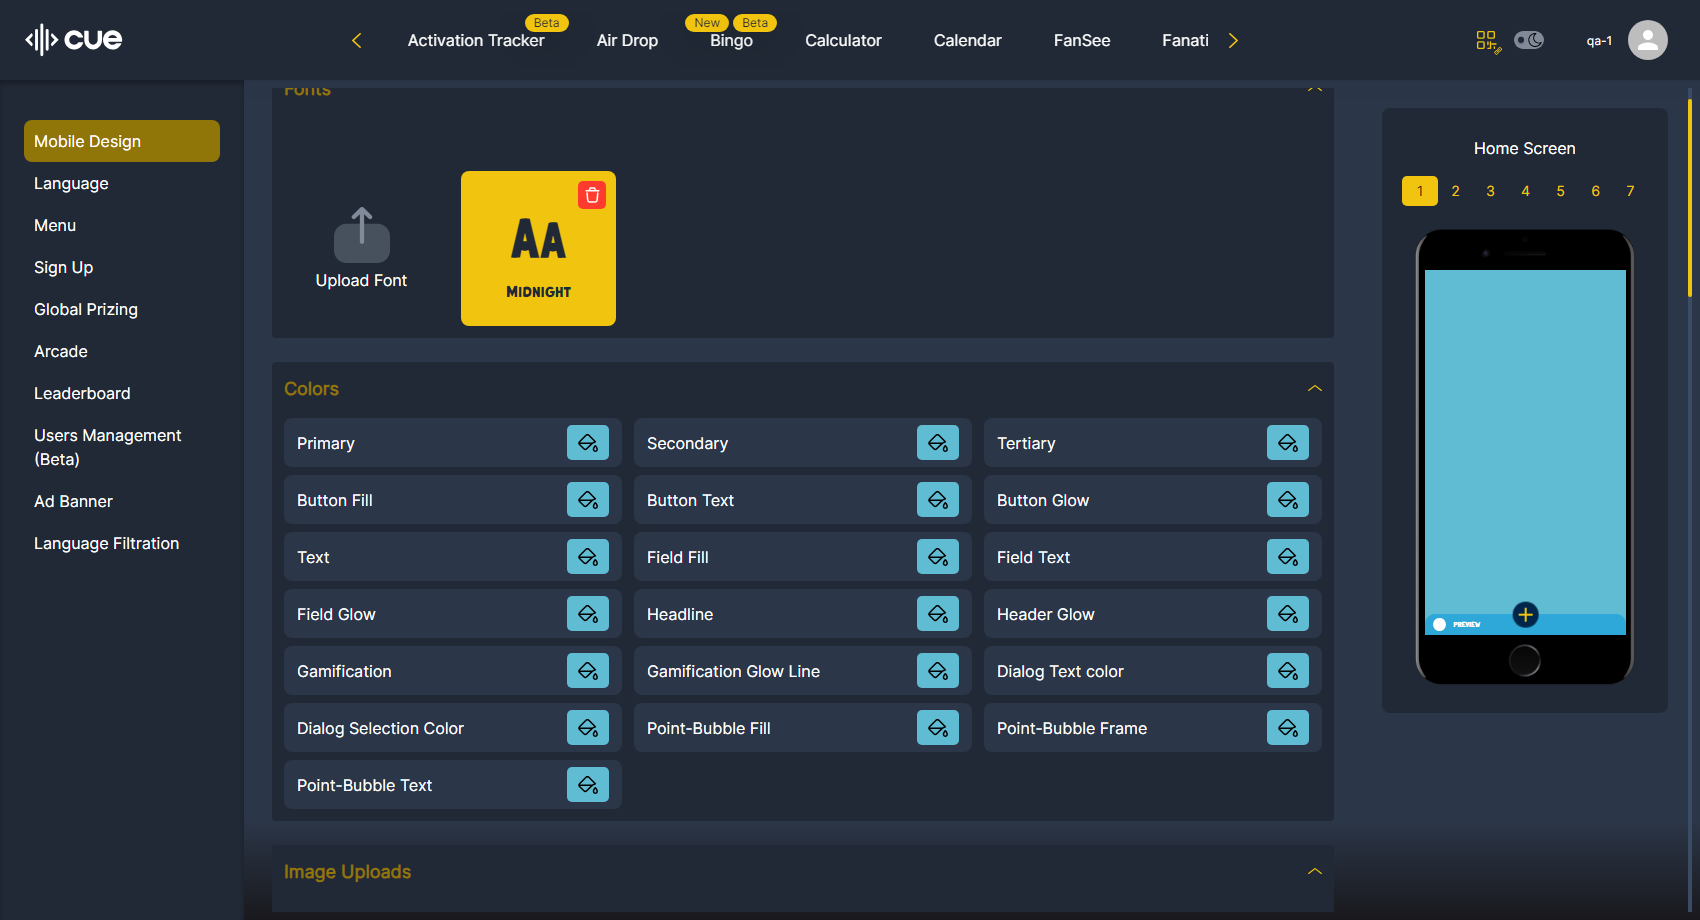 cue
Beta
New
Beta
Activation Tracker
Air Drop
Bingo
Calculator
Calendar
FanSee
Fanati
qa-1
Mobile Design
Language
Menu
Sign Up
Global Prizing
Arcade
Leaderboard
Users Management
(Beta)
Ad Banner
Language Filtration
Fonts
Upload Font
AA
MIDNIGHT
Colors
Primary
Secondary
Tertiary
Button Fill
Button Text
Button Glow
Text
Field Fill
Field Text
Field Glow
Headline
Header Glow
Gamification
Gamification Glow Line
Dialog Text color
Dialog Selection Color
Point-Bubble Fill
Point-Bubble Frame
Point-Bubble Text
Image Uploads
Home Screen
1 2 3 4 5 6 7
PREVIEW